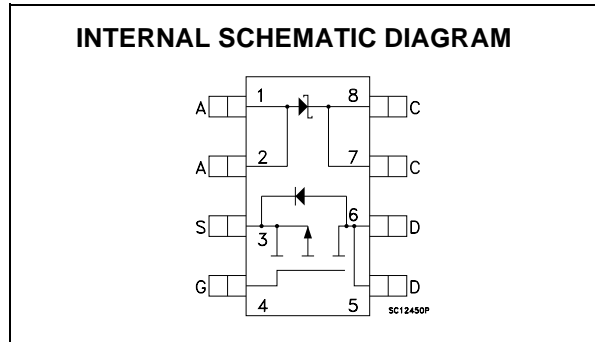 INTERNAL SCHEMATIC DIAGRAM
A 1 8 C
A 2 7 C
S 3 6 D
G 4 5 D
SC12450P